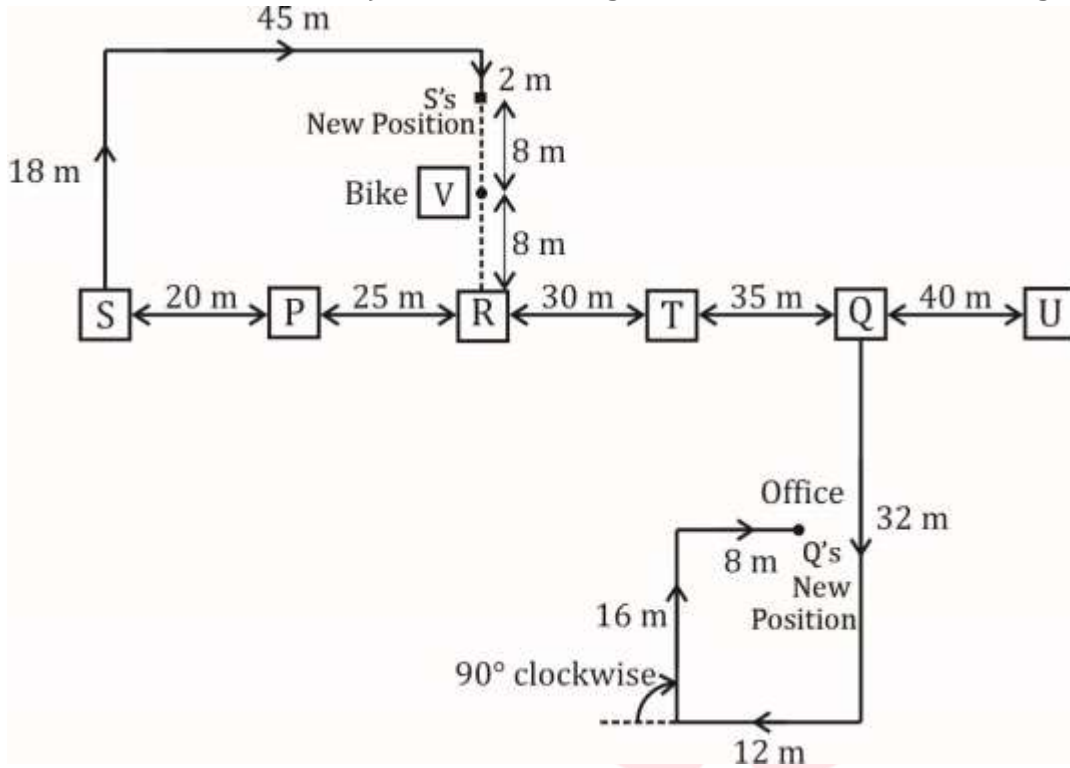 45 m
2 m
S's
New Position
8 m
18 m
Bike V
8 m
S 20 m P 25 m R 30 m T 35 m Q 40 m U
Office
32 m
8 m Q's
New
Position
16 m
90° clockwise
12 m